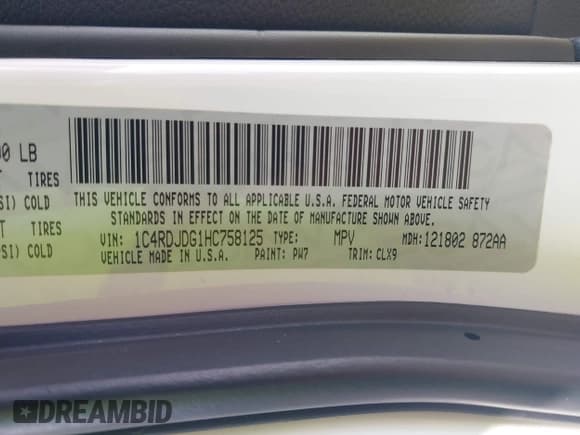 00 LB
TIRES
SI) COLD
TIRES
SI) COLD
THIS VEHICLE CONFORMS TO ALL APPLICABLE U.S.A. FEDERAL MOTOR VEHICLE SAFETY
STANDARDS IN EFFECT ON THE DATE OF MANUFACTURE SHOWN ABOVE.
VIN: 1C4RDJDG1HC758125 TYPE: MPV MDH:121802 872AA
VEHICLE MADE IN U.S.A. PAINT: PW7 TRIM: CLX9
DREAMBID